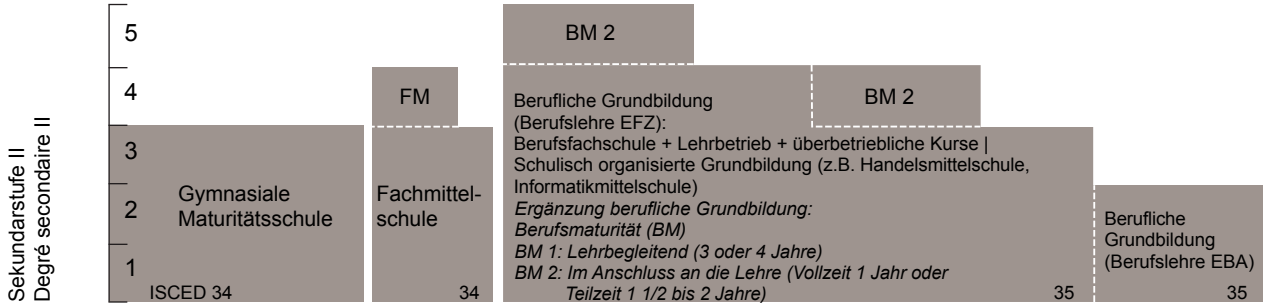 Sekundarstufe II
Degré secondaire II
5
4
3
2
1
Gymnasiale
Maturitätsschule
ISCED 34
FM
Fachmittel-
schule
34
BM 2
BM 2
Berufliche Grundbildung
(Berufslehre EFZ):
Berufsfachschule + Lehrbetrieb + überbetriebliche Kurse |
Schulisch organisierte Grundbildung (z.B. Handelsmittelschule,
Informatikmittelschule)
Ergänzung berufliche Grundbildung:
Berufsmaturität (BM)
BM 1: Lehrbegleitend (3 oder 4 Jahre)
BM 2: Im Anschluss an die Lehre (Vollzeit 1 Jahr oder
Teilzeit 1 1/2 bis 2 Jahre)
35
Berufliche
Grundbildung
(Berufslehre EBA)
35